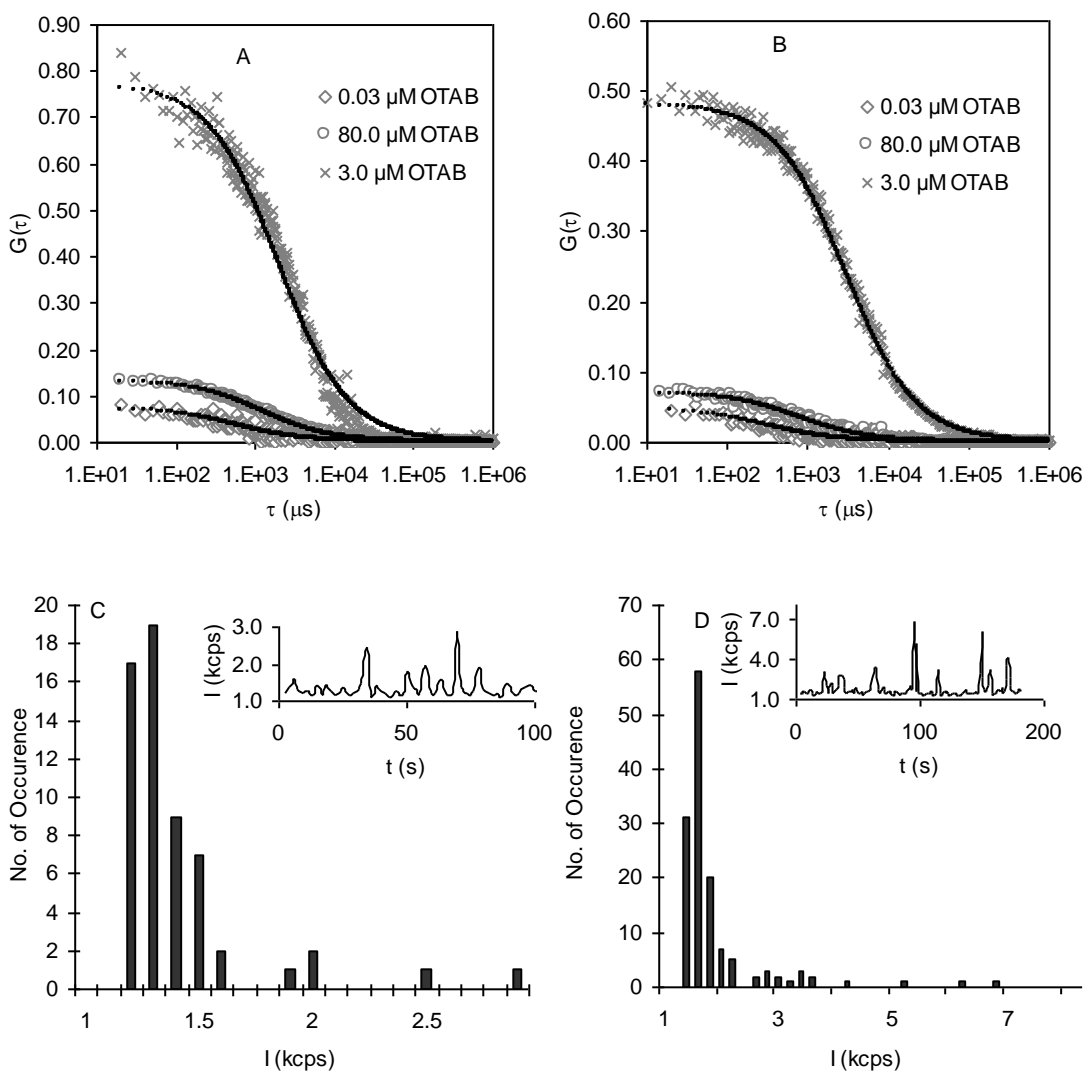 A
0.90
0.80
0.70
0.60
0.50
0.40
0.30
0.20
0.10
0.00
G(τ)
0.03 µM OTAB
80.0 µM OTAB
3.0 µM OTAB
1.E+01 1.E+02 1.E+03 1.E+04 1.E+05 1.E+06
τ (µs)
B
0.60
0.50
0.40
0.30
0.20
0.10
0.00
G(τ)
0.03 µM OTAB
80.0 µM OTAB
3.0 µM OTAB
1.E+01 1.E+02 1.E+03 1.E+04 1.E+05 1.E+06
τ (µs)
C
20
18
16
14
12
10
8
6
4
2
0
No. of Occurence
1 1.5 2 2.5
I (kcps)
3.0
2.0
1.0
I (kcps)
0 50 100
t (s)
D
70
60
50
40
30
20
10
0
No. of Occurence
1 3 5 7
I (kcps)
7.0
4.0
1.0
I (kcps)
0 100 200
t (s)